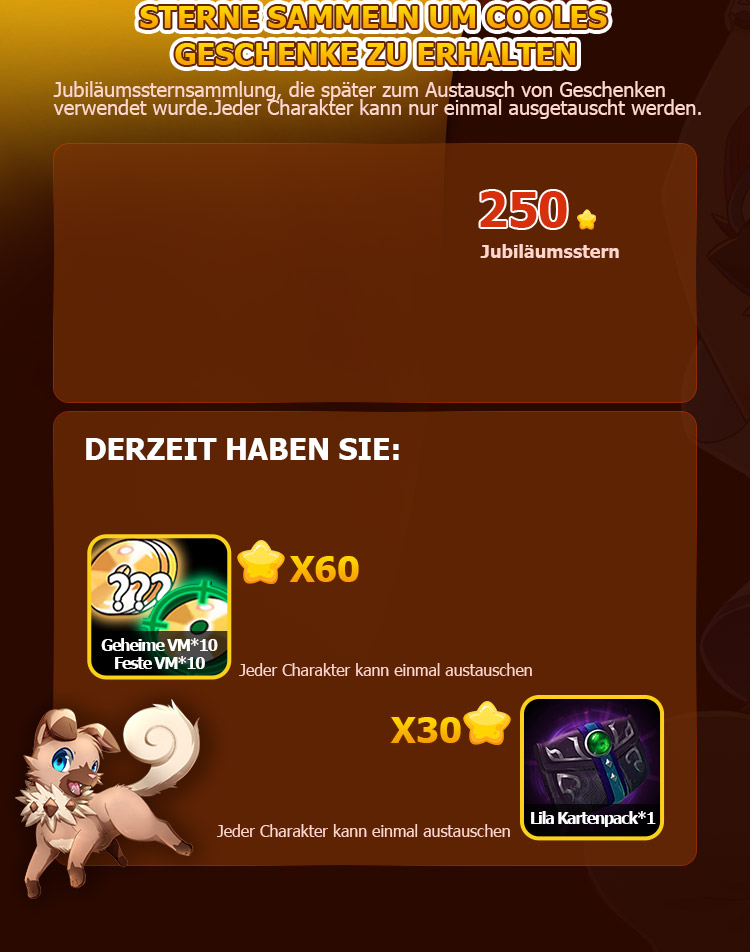 STERNE SAMMELN UM COOLES
GESCHENKE ZU ERHALTEN
Jubiläumssternsammlung, die später zum Austausch von Geschenken
verwendet wurde.Jeder Charakter kann nur einmal ausgetauscht werden.
250
Jubiläumsstern
DERZEIT HABEN SIE:
X60
???
Geheime VM*10
Feste VM*10
Jeder Charakter kann einmal austauschen
X30
Lila Kartenpack*1
Jeder Charakter kann einmal austauschen